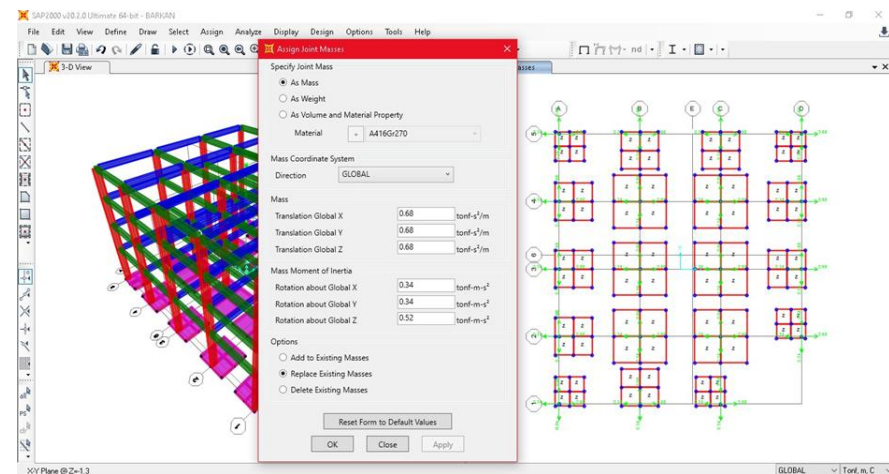 SAP2000 v20.2.0 Ultimate 64-bit - BARKAN
File Edit View Define Draw Select Assign Analyze Display Design Options Tools Help
nd
3-D View
Assign Joint Masses
Specify Joint Mass
As Mass
As Weight
As Volume and Material Property
Material + A416Gr270
Mass Coordinate System
Direction GLOBAL
Mass
Translation Global X 0.68 tonf-s²/m
Translation Global Y 0.68 tonf-s²/m
Translation Global Z 0.68 tonf-s²/m
Mass Moment of Inertia
Rotation about Global X 0.34 tonf-m-s²
Rotation about Global Y 0.34 tonf-m-s²
Rotation about Global Z 0.52 tonf-m-s²
Options
Add to Existing Masses
Replace Existing Masses
Delete Existing Masses
Reset Form to Default Values
OK Close Apply
asses
A B E C D
X-Y Plane @ Z=-1.3
GLOBAL Tonf, m, C